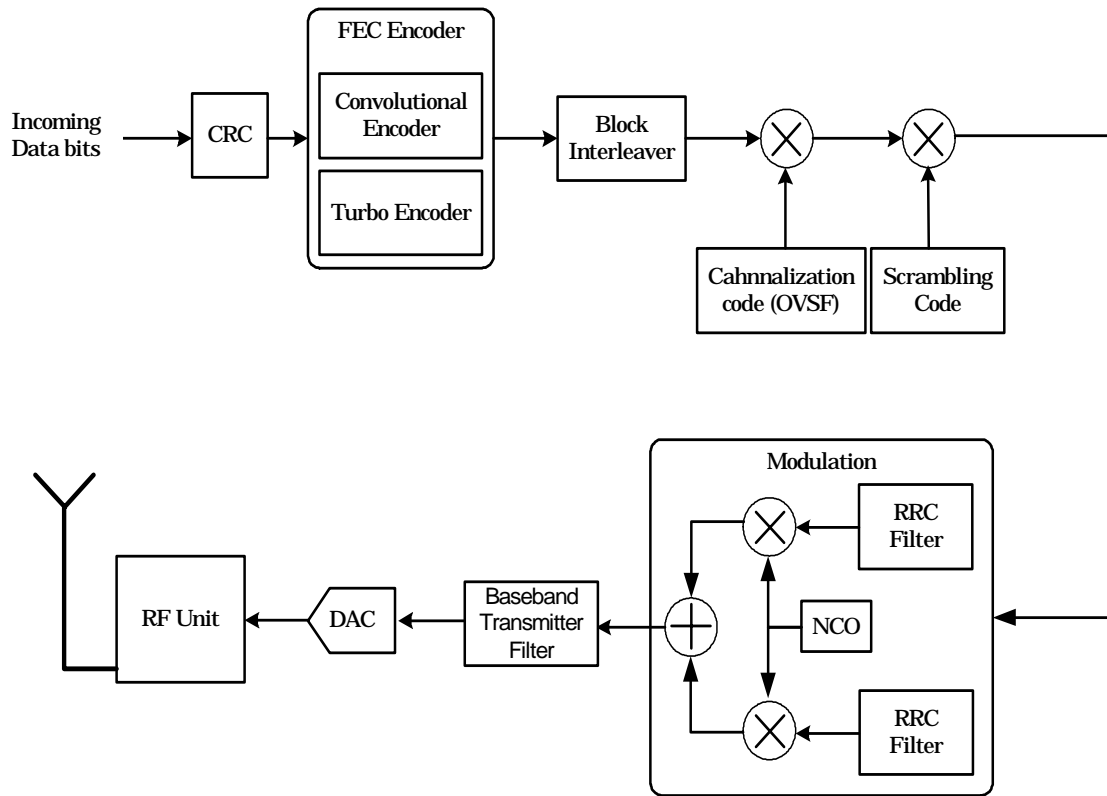 FEC Encoder
Convolutional
Encoder
Turbo Encoder
Incoming
Data bits
CRC
Block
Interleaver
Cahnnalization
code (OVSF)
Scrambling
Code
Modulation
RRC
Filter
NCO
RRC
Filter
Baseband
Transmitter
Filter
DAC
RF Unit